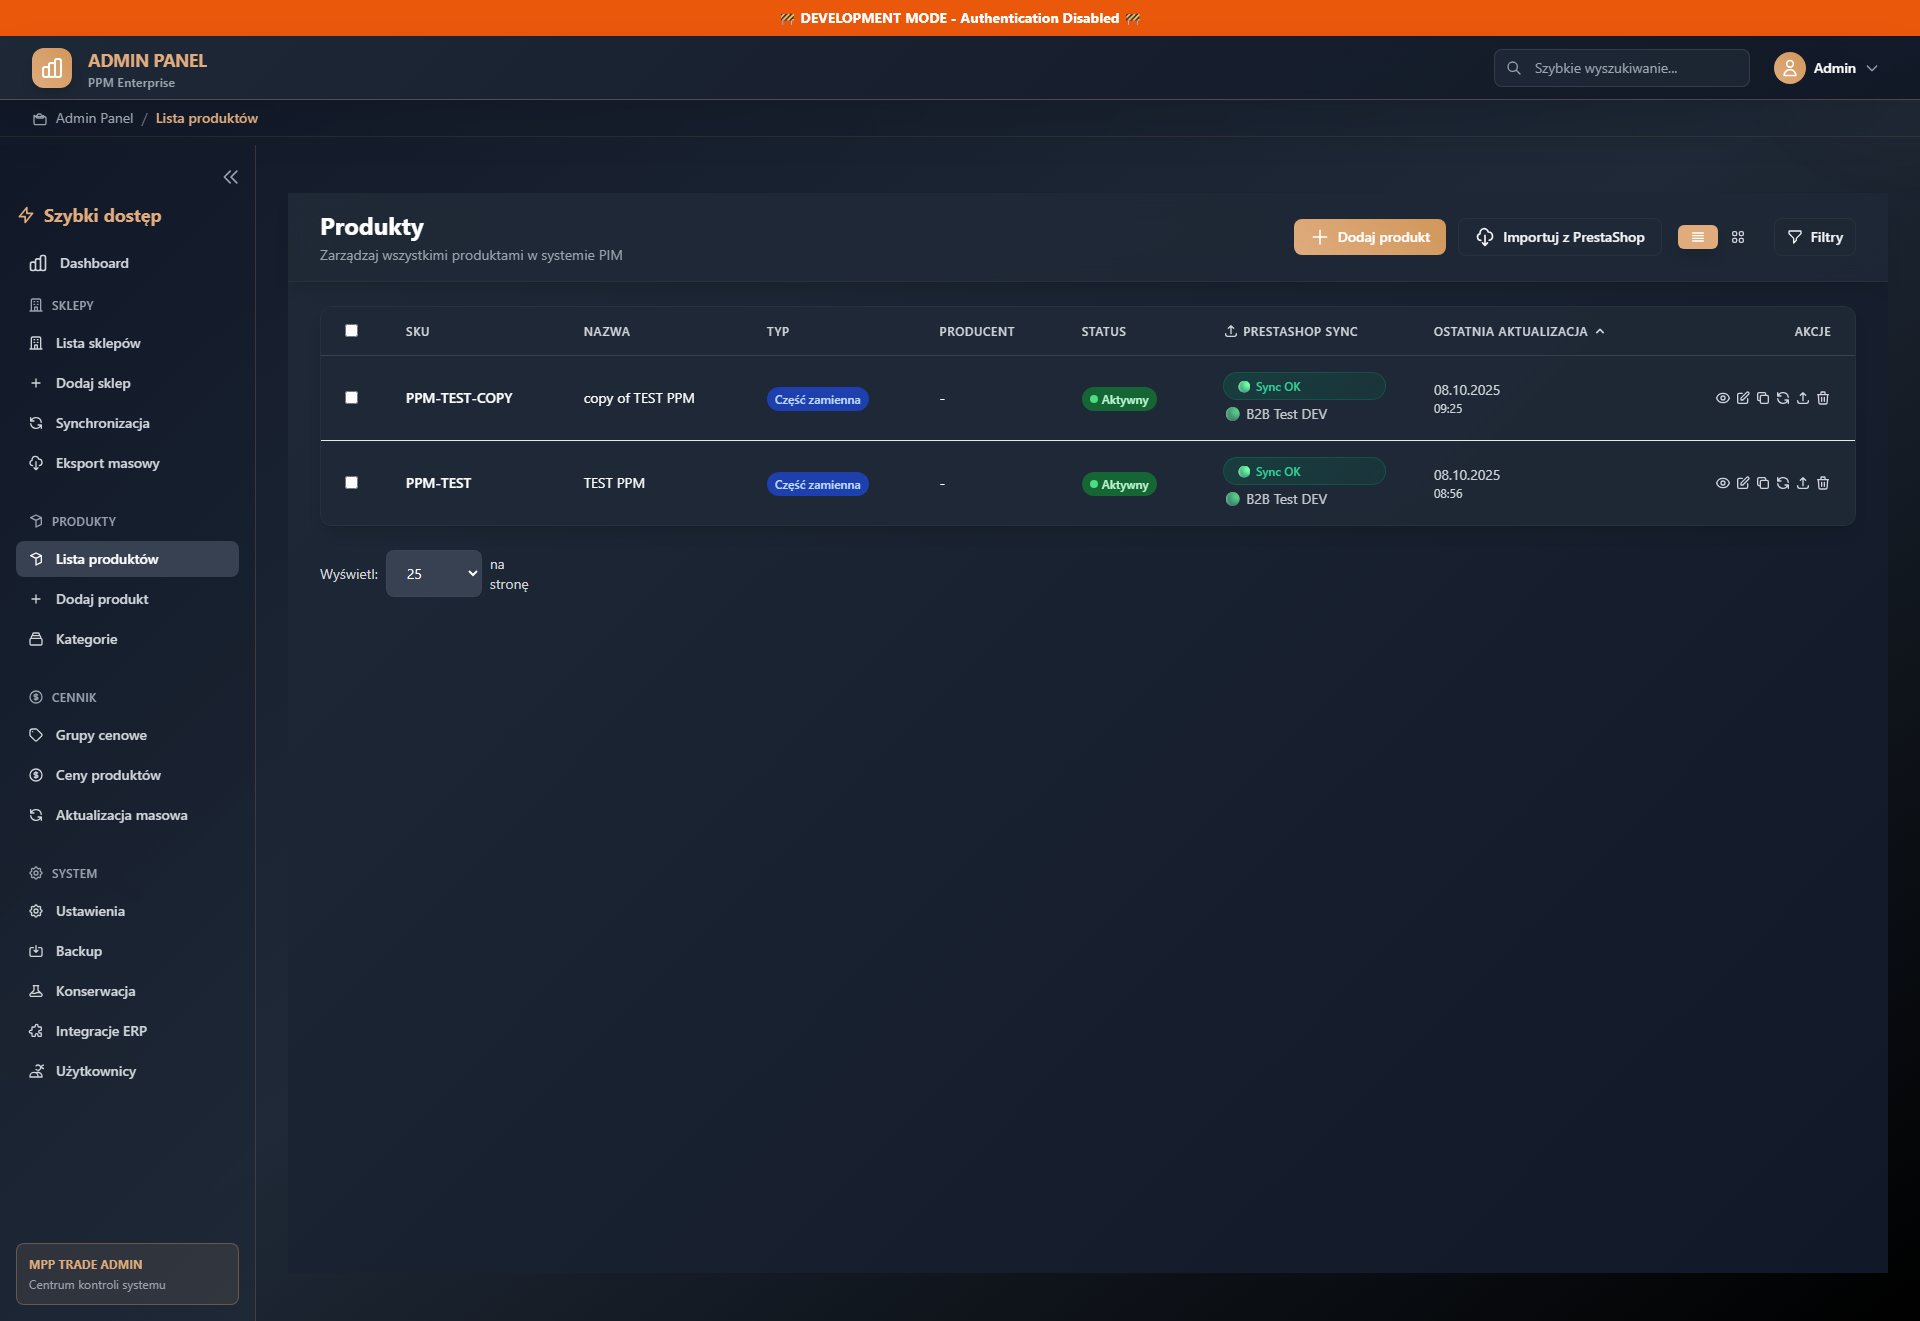 🚧 DEVELOPMENT MODE - Authentication Disabled 🚧
ADMIN PANEL
PPM Enterprise
Szybkie wyszukiwanie...
Admin
Admin Panel / Lista produktów
Szybki dostęp
Dashboard
SKLEPY
Lista sklepów
Dodaj sklep
Synchronizacja
Eksport masowy
PRODUKTY
Lista produktów
Dodaj produkt
Kategorie
CENNIK
Grupy cenowe
Ceny produktów
Aktualizacja masowa
SYSTEM
Ustawienia
Backup
Konserwacja
Integracje ERP
Użytkownicy
MPP TRADE ADMIN
Centrum kontroli systemu
Produkty
Zarządzaj wszystkimi produktami w systemie PIM
Dodaj produkt
Importuj z PrestaShop
Filtry
SKU NAZWA TYP PRODUCENT STATUS PRESTASHOP SYNC OSTATNIA AKTUALIZACJA AKCJE
PPM-TEST-COPY copy of TEST PPM Część zamienna - Aktywny Sync OK 08.10.2025
B2B Test DEV 09:25
PPM-TEST TEST PPM Część zamienna - Aktywny Sync OK 08.10.2025
B2B Test DEV 08:56
Wyświetl: 25 na
stronę